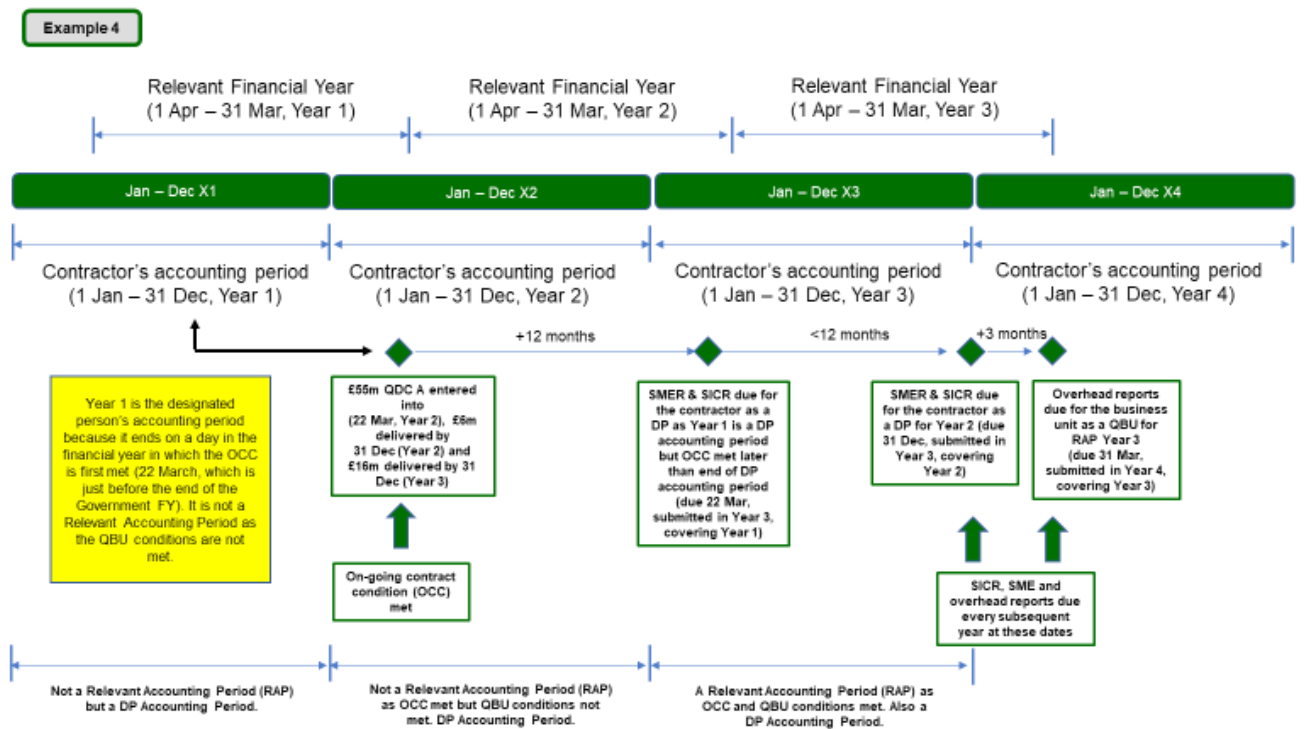 Example 4
Relevant Financial Year
(1 Apr – 31 Mar, Year 1)
Relevant Financial Year
(1 Apr – 31 Mar, Year 2)
Relevant Financial Year
(1 Apr – 31 Mar, Year 3)
Jan – Dec X1
Jan – Dec X2
Jan – Dec X3
Jan – Dec X4
Contractor's accounting period
(1 Jan – 31 Dec, Year 1)
Contractor's accounting period
(1 Jan – 31 Dec, Year 2)
Contractor's accounting period
(1 Jan – 31 Dec, Year 3)
Contractor's accounting period
(1 Jan – 31 Dec, Year 4)
+12 months
<12 months
+3 months
Year 1 is the designated
person's accounting period
because it ends on a day in the
financial year in which the OCC
is first met (22 March, which is
just before the end of the
Government FY). It is not a
Relevant Accounting Period as
the QBU conditions are not
met.
£55m QDC A entered
into
(22 Mar, Year 2), £6m
delivered by
31 Dec (Year 2) and
£16m delivered by 31
Dec (Year 3)
On-going contract
condition (OCC)
met
SMER & SICR due for
the contractor as a
DP as Year 1 is a DP
accounting period
but OCC met later
than end of DP
accounting period
(due 22 Mar,
submitted in Year 3,
covering Year 1)
SMER & SICR due
for the contractor as
a DP for Year 2 (due
31 Dec, submitted in
Year 3, covering
Year 2)
Overhead reports
due for the business
unit as a QBU for
RAP Year 3
(due 31 Mar,
submitted in Year 4,
covering Year 3)
SICR, SME and
overhead reports due
every subsequent
year at these dates
Not a Relevant Accounting Period (RAP)
but a DP Accounting Period.
Not a Relevant Accounting Period (RAP)
as OCC met but QBU conditions not
met. DP Accounting Period.
A Relevant Accounting Period (RAP) as
OCC and QBU conditions met. Also a
DP Accounting Period.